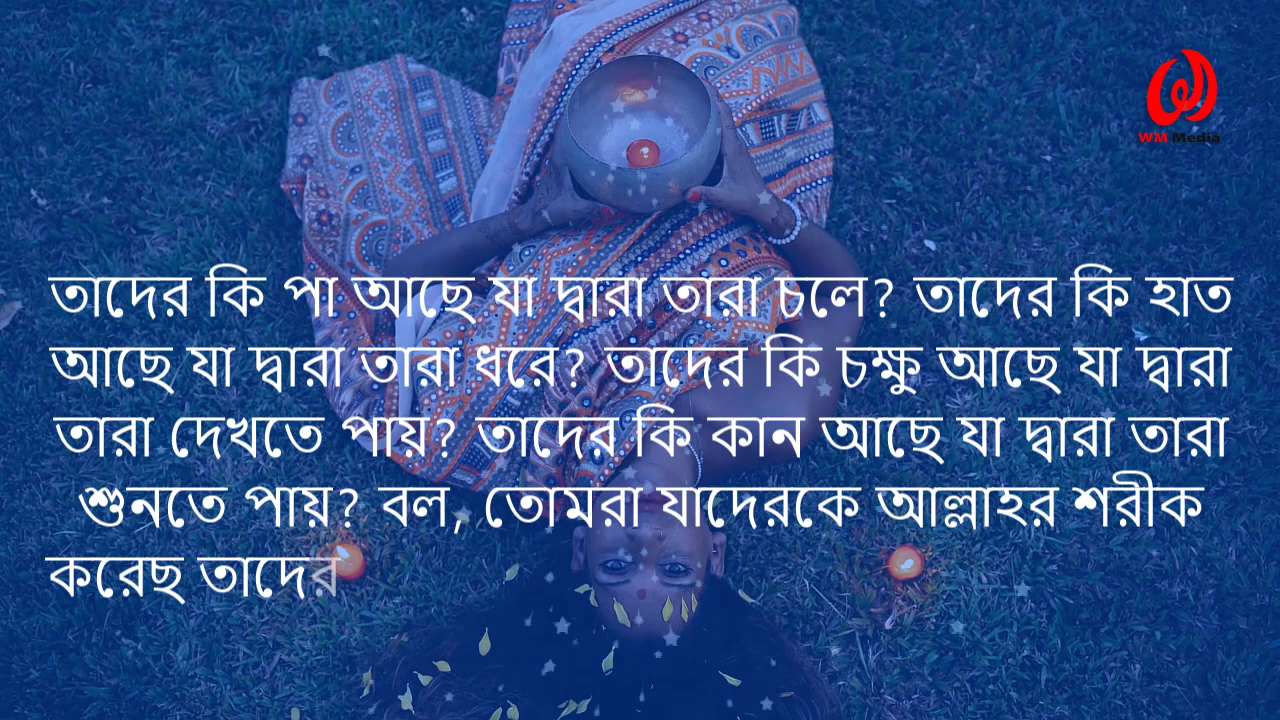 WM Media
তাদের কি পা আছে যা দ্বারা তারা চলে? তাদের কি হাত
আছে যা দ্বারা তারা ধরে? তাদের কি চক্ষু আছে যা দ্বারা
তারা দেখতে পায়? তাদের কি কান আছে যা দ্বারা তারা
শুনতে পায়? বল, তোমরা যাদেরকে আল্লাহর শরীক
করেছ তাদের